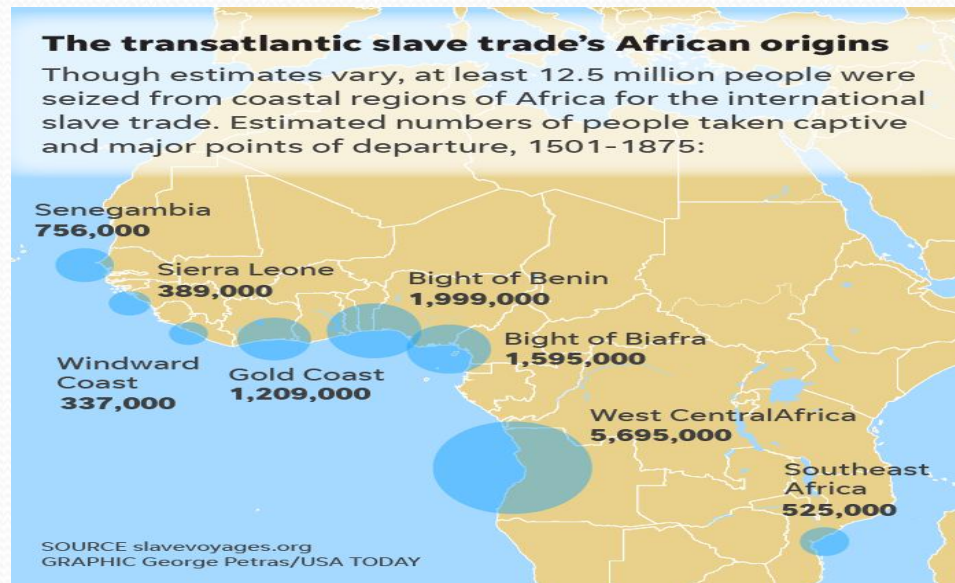 The transatlantic slave trade's African origins
Though estimates vary, at least 12.5 million people were
seized from coastal regions of Africa for the international
slave trade. Estimated numbers of people taken captive
and major points of departure, 1501-1875:
Senegambia
756,000
Sierra Leone
389,000
Bight of Benin
1,999,000
Bight of Biafra
1,595,000
Windward
Coast
337,000
Gold Coast
1,209,000
West CentralAfrica
5,695,000
Southeast
Africa
525,000
SOURCE slavevoyages.org
GRAPHIC George Petras/USA TODAY